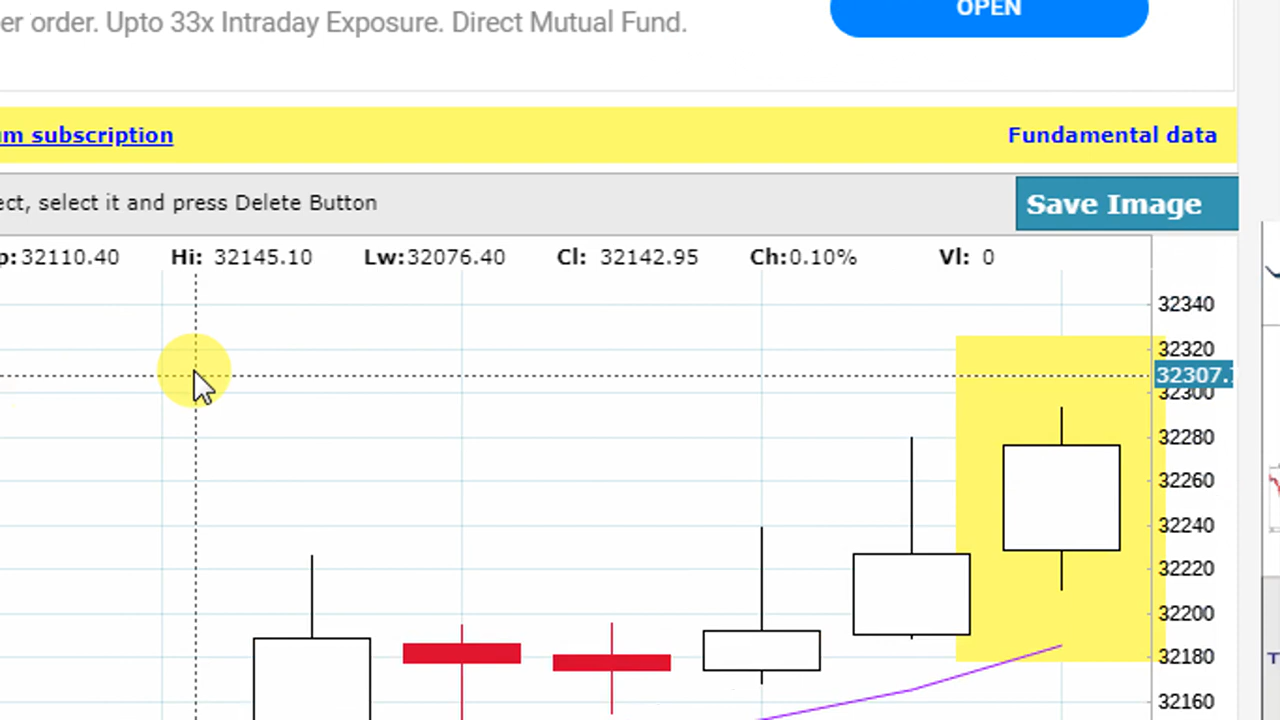 er order. Upto 33x Intraday Exposure. Direct Mutual Fund.
OPEN
um subscription
Fundamental data
ect, select it and press Delete Button
Save Image
p: 32110.40 Hi: 32145.10 Lw:32076.40 Cl: 32142.95 Ch:0.10% Vl: 0
32340
32320
32307.
32300
32280
32260
32240
32220
32200
32180
32160